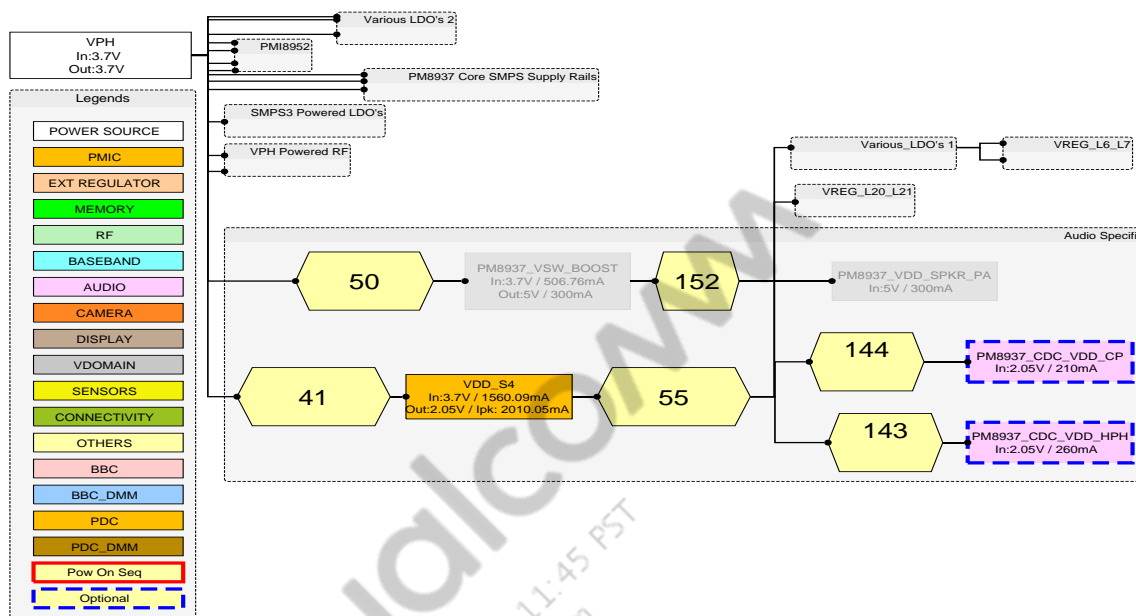 VPH
In:3.7V
Out:3.7V
Various LDO's 2
PMI8952
PM8937 Core SMPS Supply Rails
SMPS3 Powered LDO's
VPH Powered RF
Various_LDO's 1
VREG_L6_L7
VREG_L20_L21
Legends
POWER SOURCE
PMIC
EXT REGULATOR
MEMORY
RF
BASEBAND
AUDIO
CAMERA
DISPLAY
VDOMAIN
SENSORS
CONNECTIVITY
OTHERS
BBC
BBC_DMM
PDC
PDC_DMM
Pow On Seq
Optional
Audio Specifi
50
PM8937_VSW_BOOST
In:3.7V / 506.76mA
Out:5V / 300mA
152
PM8937_VDD_SPKR_PA
In:5V / 300mA
144
PM8937_CDC_VDD_CP
In:2.05V / 210mA
41
VDD_S4
In:3.7V / 1560.09mA
Out:2.05V / Ipk: 2010.05mA
55
143
PM8937_CDC_VDD_HPH
In:2.05V / 260mA
alcomm
11:45 PST